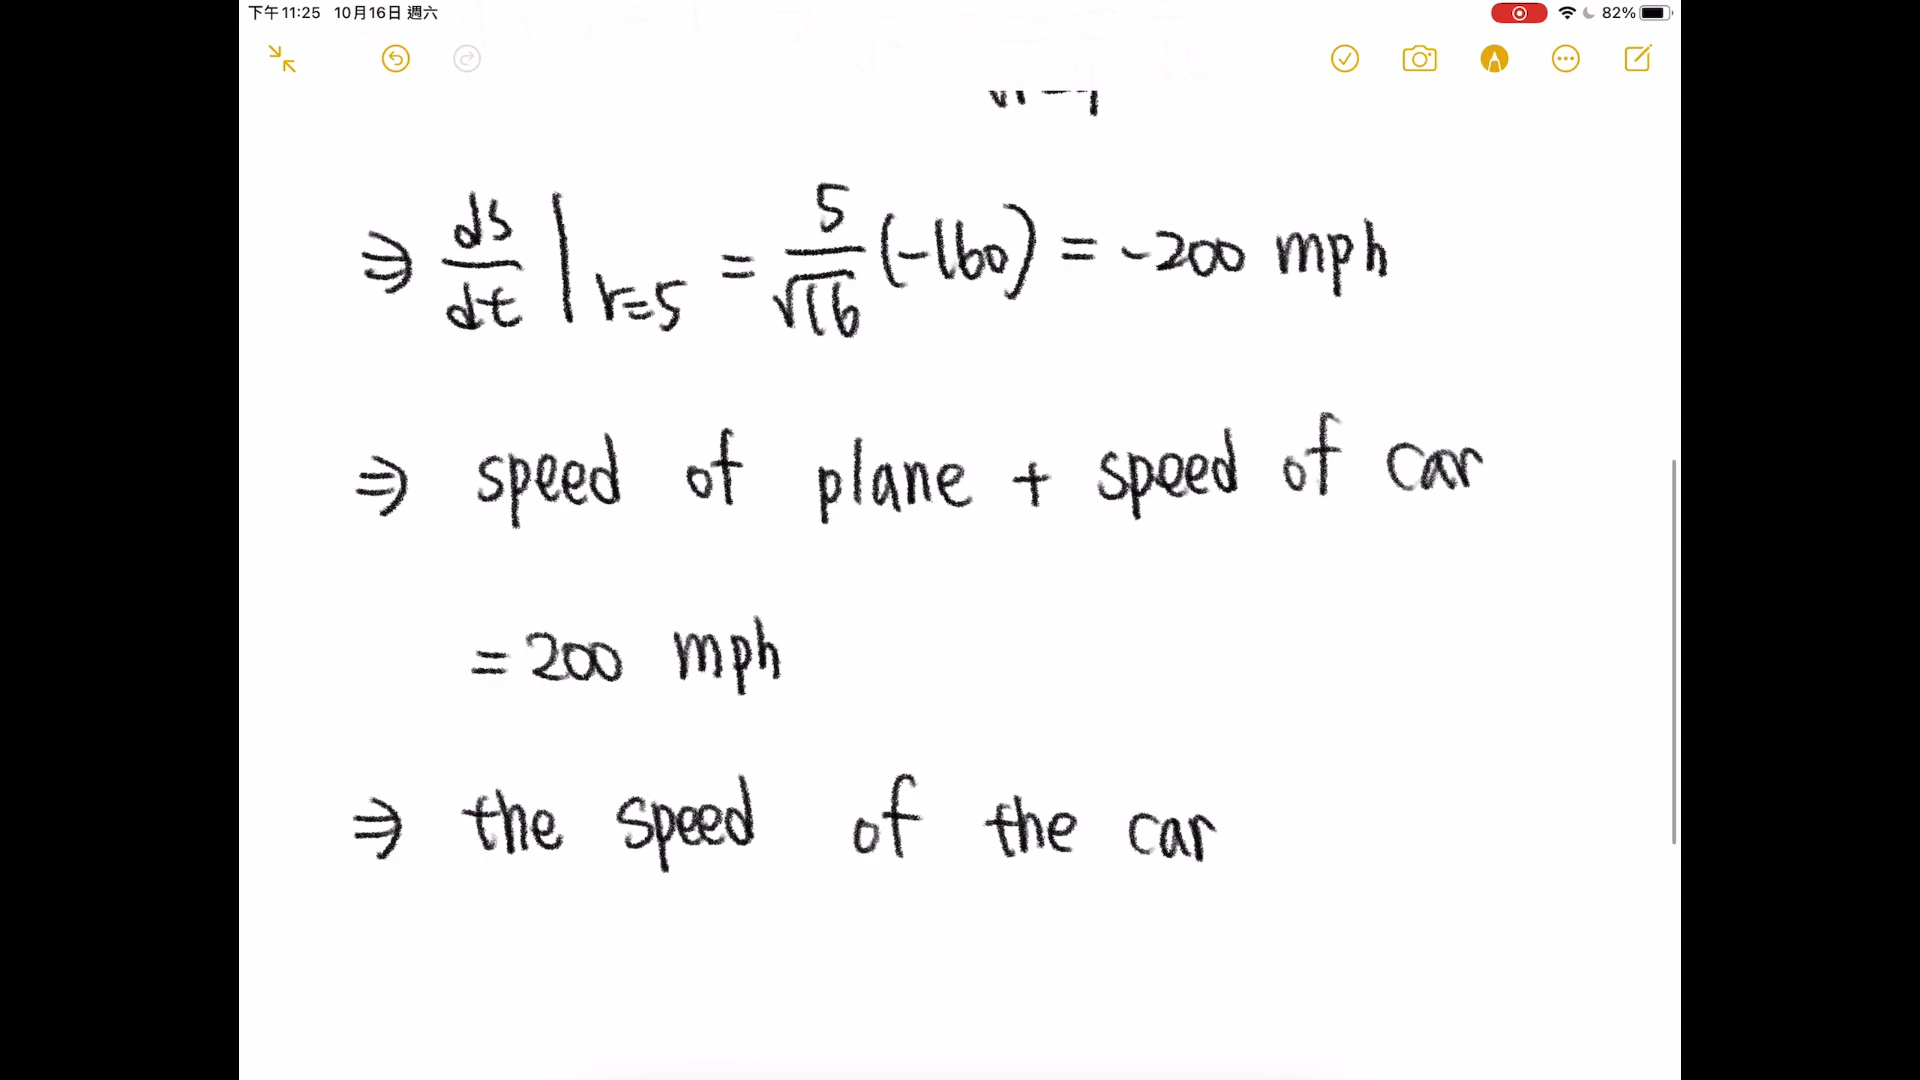 下午11:25 10月16日 週六 82%
⇒ ds/dt |r=5 = 5/√16 (-160) = -200 mph
⇒ speed of plane + speed of car
= 200 mph
⇒ the speed of the car